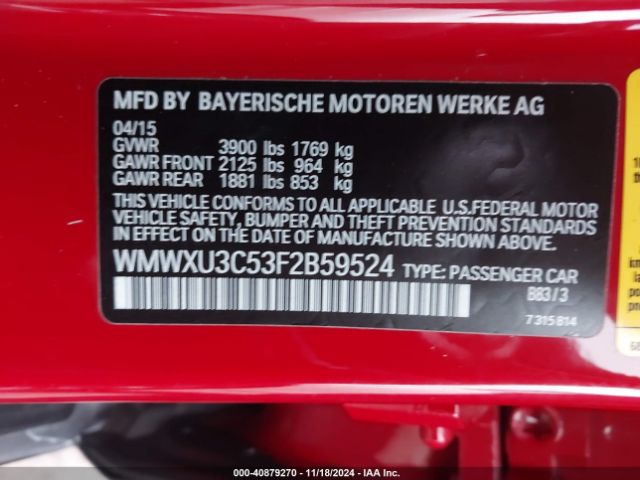 MFD BY BAYERISCHE MOTOREN WERKE AG
04/15
GVWR 3900 lbs 1769 kg
GAWR FRONT 2125 lbs 964 kg
GAWR REAR 1881 lbs 853 kg
THIS VEHICLE CONFORMS TO ALL APPLICABLE U.S.FEDERAL MOTOR
VEHICLE SAFETY, BUMPER AND THEFT PREVENTION STANDARDS
IN EFFECT ON THE DATE OF MANUFACTURE SHOWN ABOVE.
WMWXU3C53F2B59524 TYPE: PASSENGER CAR
B83/3
7315814
000-40879270 - 11/18/2024 - IAA Inc.